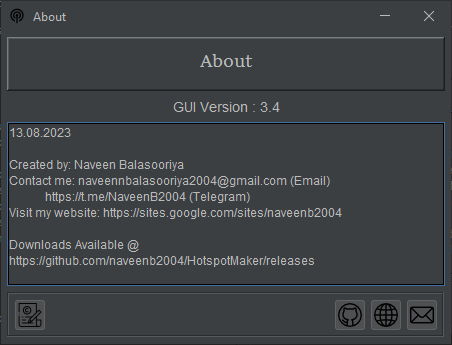 About
About
GUI Version : 3.4
13.08.2023
Created by: Naveen Balasooriya
Contact me: naveennbalasooriya2004@gmail.com (Email)
https://t.me/NaveenB2004 (Telegram)
Visit my website: https://sites.google.com/sites/naveenb2004
Downloads Available @
https://github.com/naveenb2004/HotspotMaker/releases